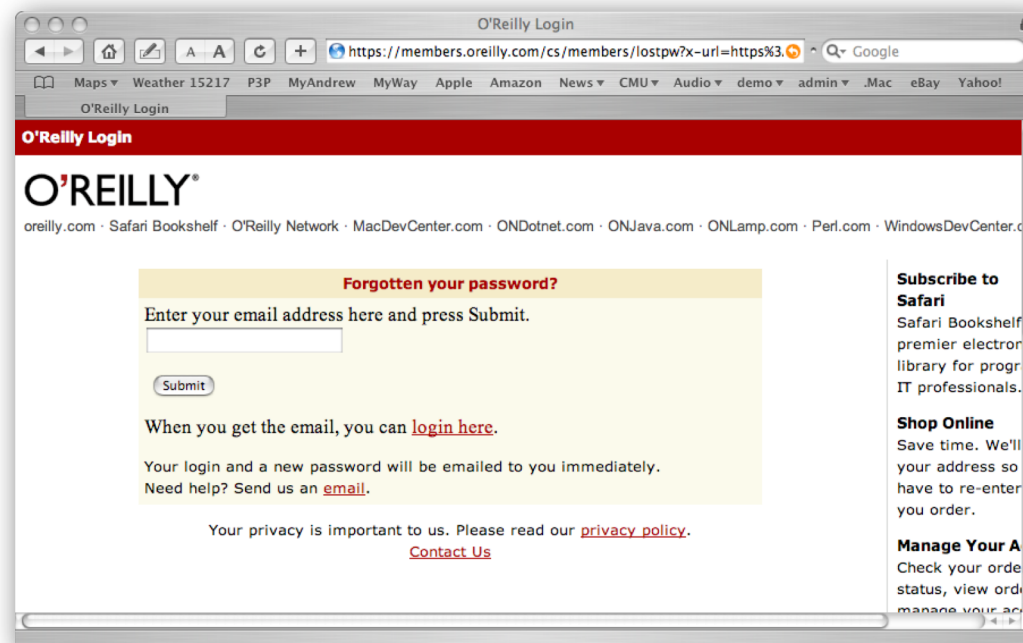 O'Reilly Login
A A
https://members.oreilly.com/cs/members/lostpw?x-url=https%3.
Google
Maps Weather 15217 P3P MyAndrew MyWay Apple Amazon News CMU Audio demo admin .Mac eBay Yahoo!
O'Reilly Login
O'Reilly Login
O'REILLY®
oreilly.com · Safari Bookshelf · O'Reilly Network · MacDevCenter.com · ONDotnet.com · ONJava.com · ONLamp.com · Perl.com · WindowsDevCenter.c
Forgotten your password?
Enter your email address here and press Submit.
Submit
When you get the email, you can login here.
Your login and a new password will be emailed to you immediately.
Need help? Send us an email.
Your privacy is important to us. Please read our privacy policy.
Contact Us
Subscribe to
Safari
Safari Bookshelf
premier electron
library for progr
IT professionals.
Shop Online
Save time. We'll
your address so
have to re-enter
you order.
Manage Your A
Check your orde
status, view ord
manage your acc